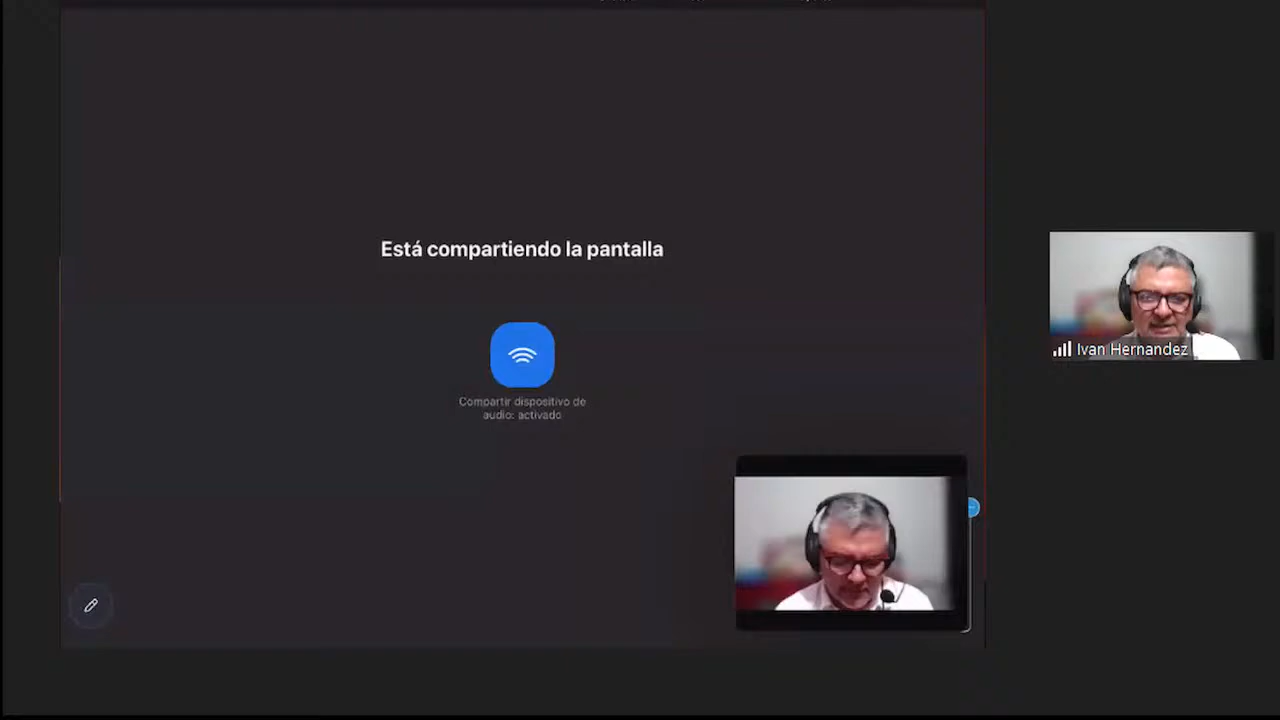 Está compartiendo la pantalla
Compartir dispositivo de
audio: activado
Ivan Hernandez